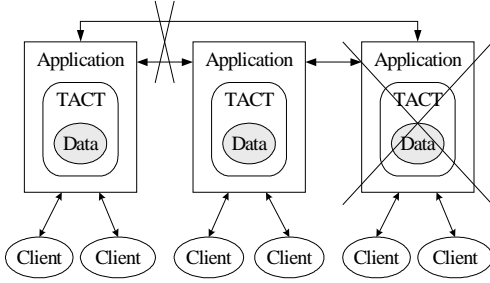 Application Application Application
TACT TACT TACT
Data Data Data
Client Client Client Client Client Client